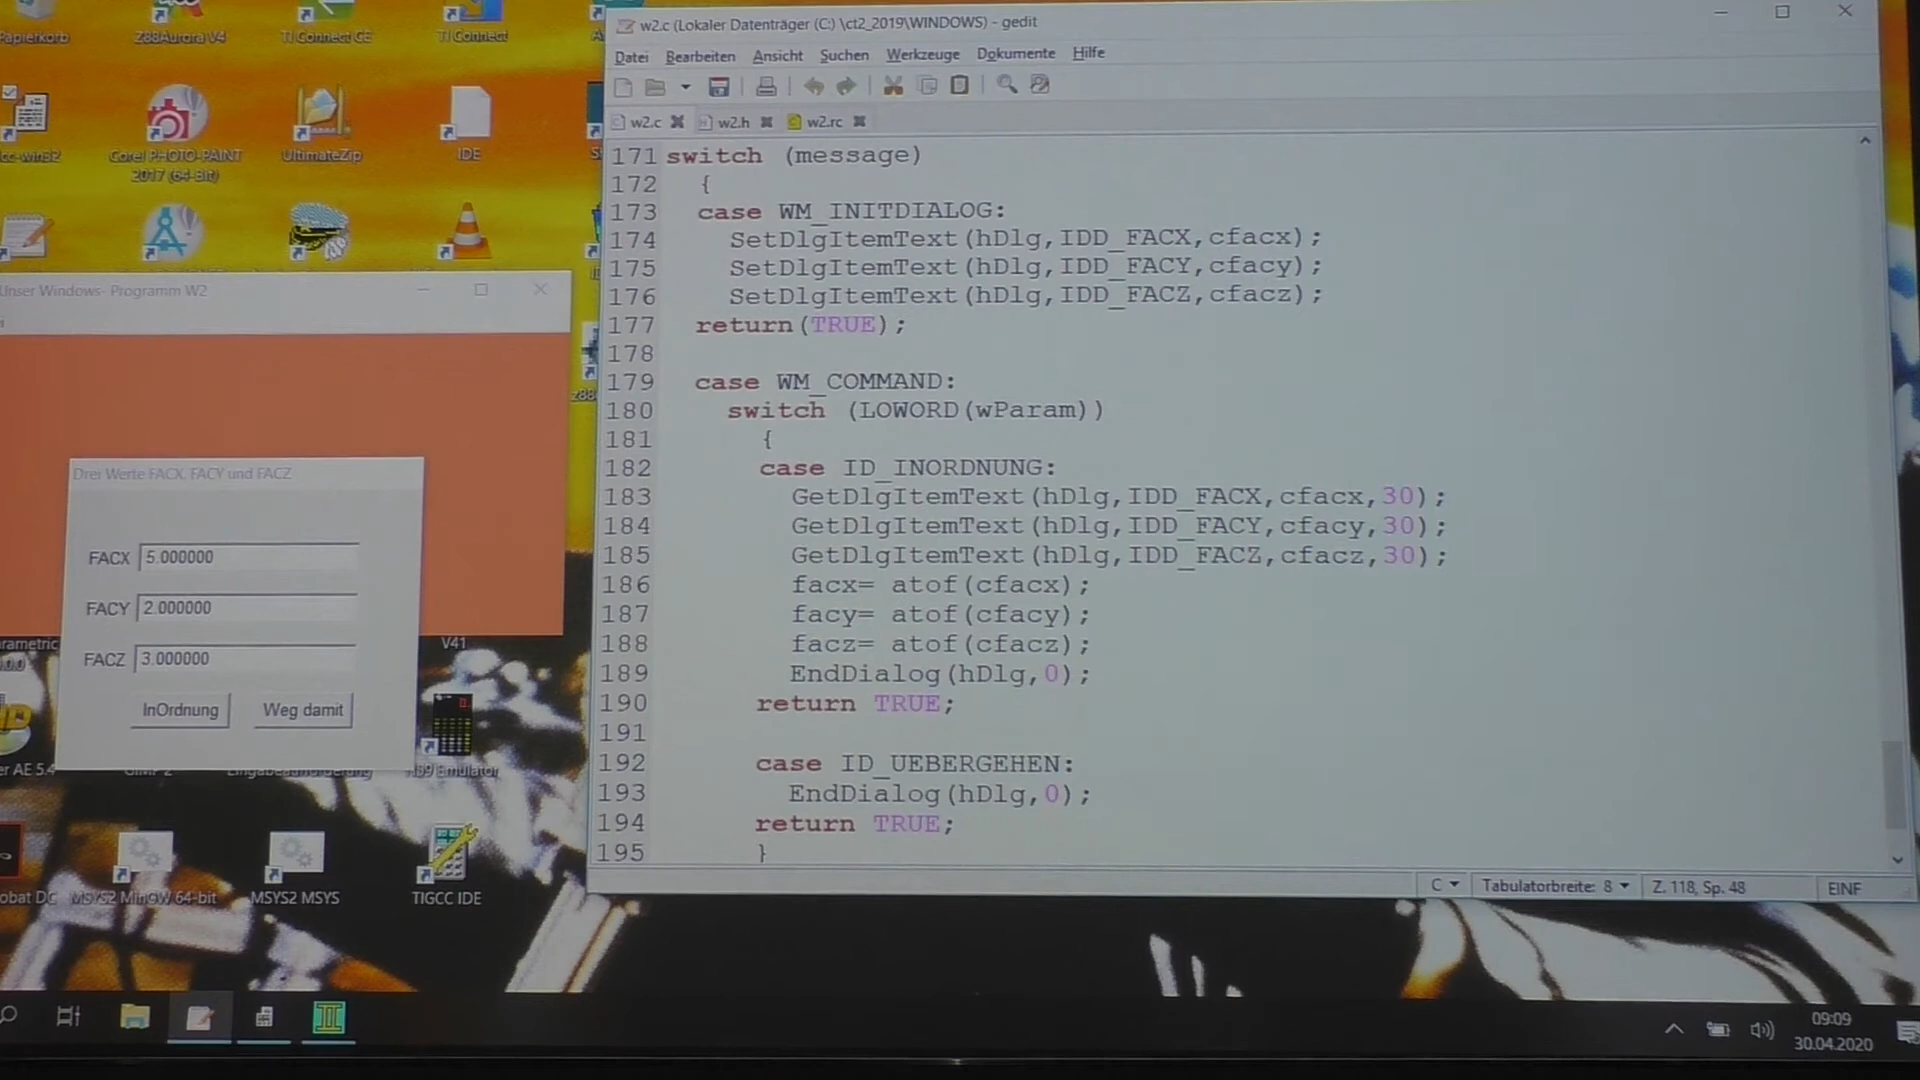 Papierkorb
Z88Aurora V4
TI Connect CE
TI Connect
Corel PHOTO-PAINT
2017 (64-Bit)
UltimateZip
IDE
w2.c (Lokaler Datenträger (C:) \ct2_2019\WINDOWS) - gedit
Datei Bearbeiten Ansicht Suchen Werkzeuge Dokumente Hilfe
w2.c w2.h w2.rc
171 switch (message)
172 {
173 case WM_INITDIALOG:
174 SetDlgItemText(hDlg,IDD_FACX,cfacx);
175 SetDlgItemText(hDlg,IDD_FACY,cfacy);
176 SetDlgItemText(hDlg,IDD_FACZ,cfacz);
177 return(TRUE);
178
179 case WM_COMMAND:
180 switch (LOWORD(wParam))
181 {
182 case ID_INORDNUNG:
183 GetDlgItemText(hDlg,IDD_FACX,cfacx,30);
184 GetDlgItemText(hDlg,IDD_FACY,cfacy,30);
185 GetDlgItemText(hDlg,IDD_FACZ,cfacz,30);
186 facx= atof(cfacx);
187 facy= atof(cfacy);
188 facz= atof(cfacz);
189 EndDialog(hDlg,0);
190 return TRUE;
191
192 case ID_UEBERGEHEN:
193 EndDialog(hDlg,0);
194 return TRUE;
195 }
C Tabulatorbreite: 8 Z. 118, Sp. 48 EINF
Unser Windows- Programm W2
Drei Werte FACX, FACY und FACZ
FACX 5.000000
FACY 2.000000
FACZ 3.000000
InOrdnung Weg damit
V41
Emulator
MSYS2 MinGW 64-bit
MSYS2 MSYS
TIGCC IDE
09:09
30.04.2020